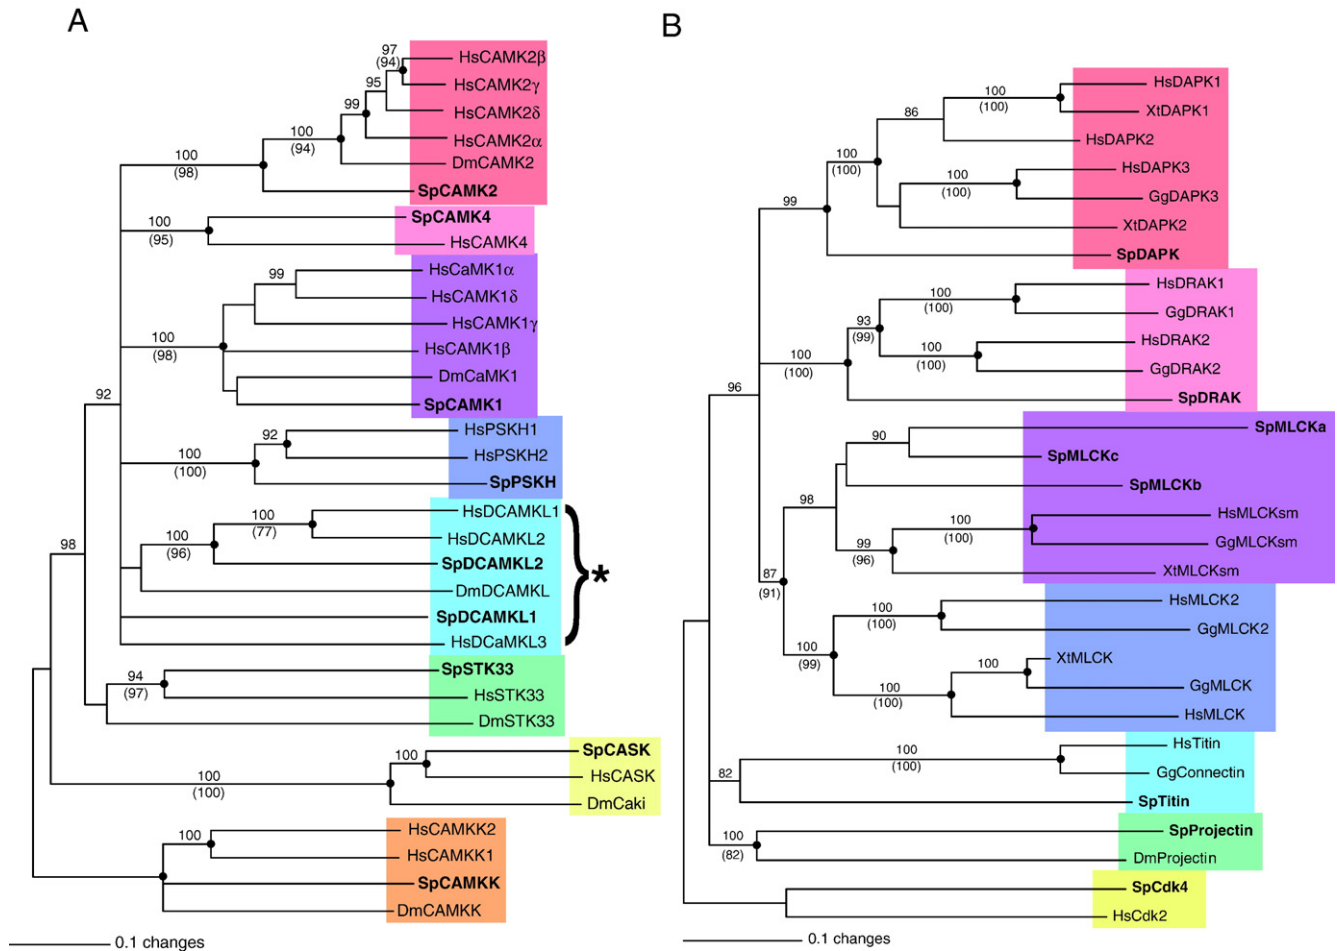 A
97
(94)
HsCAMK2β
95
HsCAMK2γ
99
HsCAMK2δ
100
(94)
HsCAMK2α
100
(98)
DmCAMK2
SpCAMK2
100
(95)
SpCAMK4
HsCAMK4
99
HsCaMK1α
HsCAMK1δ
HsCAMK1γ
100
(98)
HsCAMK1β
DmCaMK1
SpCAMK1
92
92
HsPSKH1
HsPSKH2
100
(100)
SpPSKH
100
(77)
HsDCAMKL1
HsDCAMKL2
100
(96)
SpDCAMKL2
*
DmDCAMKL
SpDCAMKL1
HsDCaMKL3
98
94
(97)
SpSTK33
HsSTK33
DmSTK33
100
SpCASK
HsCASK
100
(100)
DmCaki
100
HsCAMKK2
HsCAMKK1
SpCAMKK
DmCAMKK
0.1 changes
B
100
(100)
HsDAPK1
XtDAPK1
86
HsDAPK2
100
(100)
100
(100)
HsDAPK3
GgDAPK3
XtDAPK2
99
SpDAPK
100
(100)
HsDRAK1
GgDRAK1
93
(99)
100
(100)
HsDRAK2
GgDRAK2
100
(100)
SpDRAK
96
90
SpMLCKa
SpMLCKc
SpMLCKb
98
100
(100)
HsMLCKsm
GgMLCKsm
99
(96)
XtMLCKsm
87
(91)
100
(100)
HsMLCK2
GgMLCK2
100
(99)
100
XtMLCK
GgMLCK
100
(100)
HsMLCK
100
(100)
HsTitin
GgConnectin
82
SpTitin
100
(82)
SpProjectin
DmProjectin
SpCdk4
HsCdk2
0.1 changes